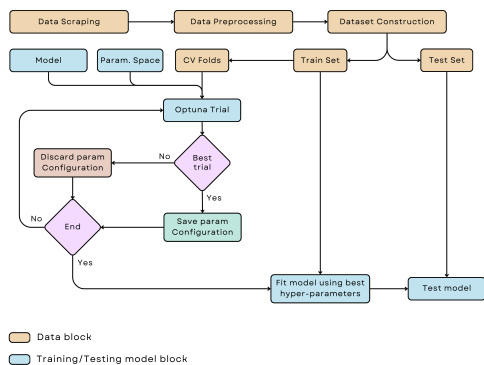 Data Scraping
Data Preprocessing
Dataset Construction
Model
Param. Space
CV Folds
Train Set
Test Set
Optuna Trial
No
Best
trial
Discard param
Configuration
Yes
No
End
Save param
Configuration
Yes
Fit model using best
hyper-parameters
Test model
Data block
Training/Testing model block